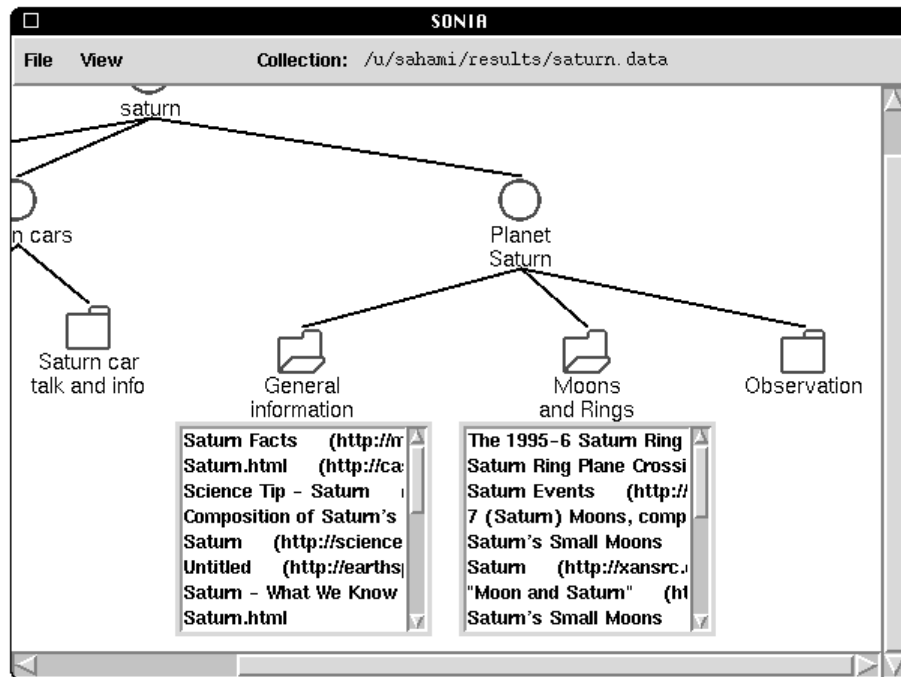 SONIA
File View Collection: /u/sahami/results/saturn.data
saturn
n cars
Planet
Saturn
Saturn car
talk and info
General
information
Moons
and Rings
Observation
Saturn Facts (http://m
Saturn.html (http://ca
Science Tip - Saturn
Composition of Saturn's
Saturn (http://science
Untitled (http://earthsp
Saturn - What We Know
Saturn.html
The 1995-6 Saturn Ring
Saturn Ring Plane Crossi
Saturn Events (http://
7 (Saturn) Moons, comp
Saturn's Small Moons
Saturn (http://xansrc.
"Moon and Saturn" (ht
Saturn's Small Moons